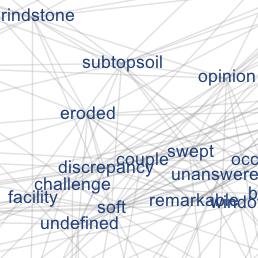 rindstone
subtopsoil
opinion
eroded
swept
couple
occ
discrepancy
unanswere
challenge
facility
remarkable
windo
soft
undefined